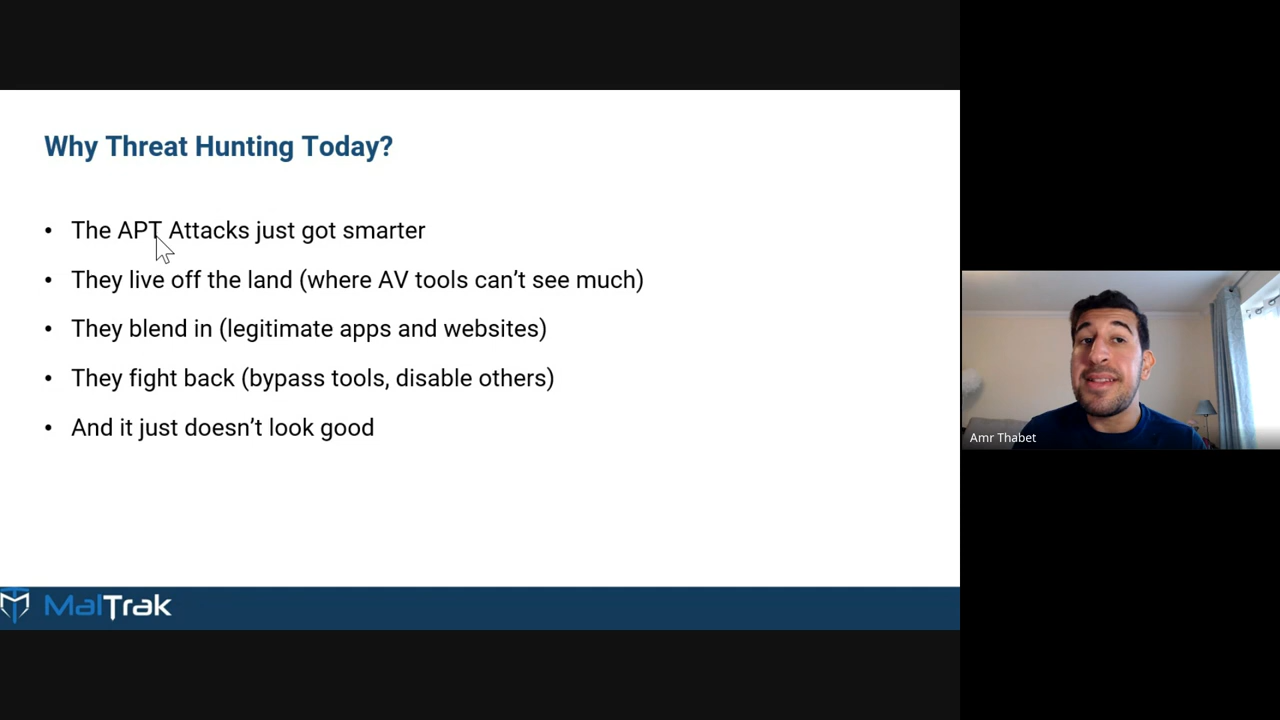 Why Threat Hunting Today?
• The APT Attacks just got smarter
• They live off the land (where AV tools can’t see much)
• They blend in (legitimate apps and websites)
• They fight back (bypass tools, disable others)
• And it just doesn’t look good
MalTrak
Amr Thabet